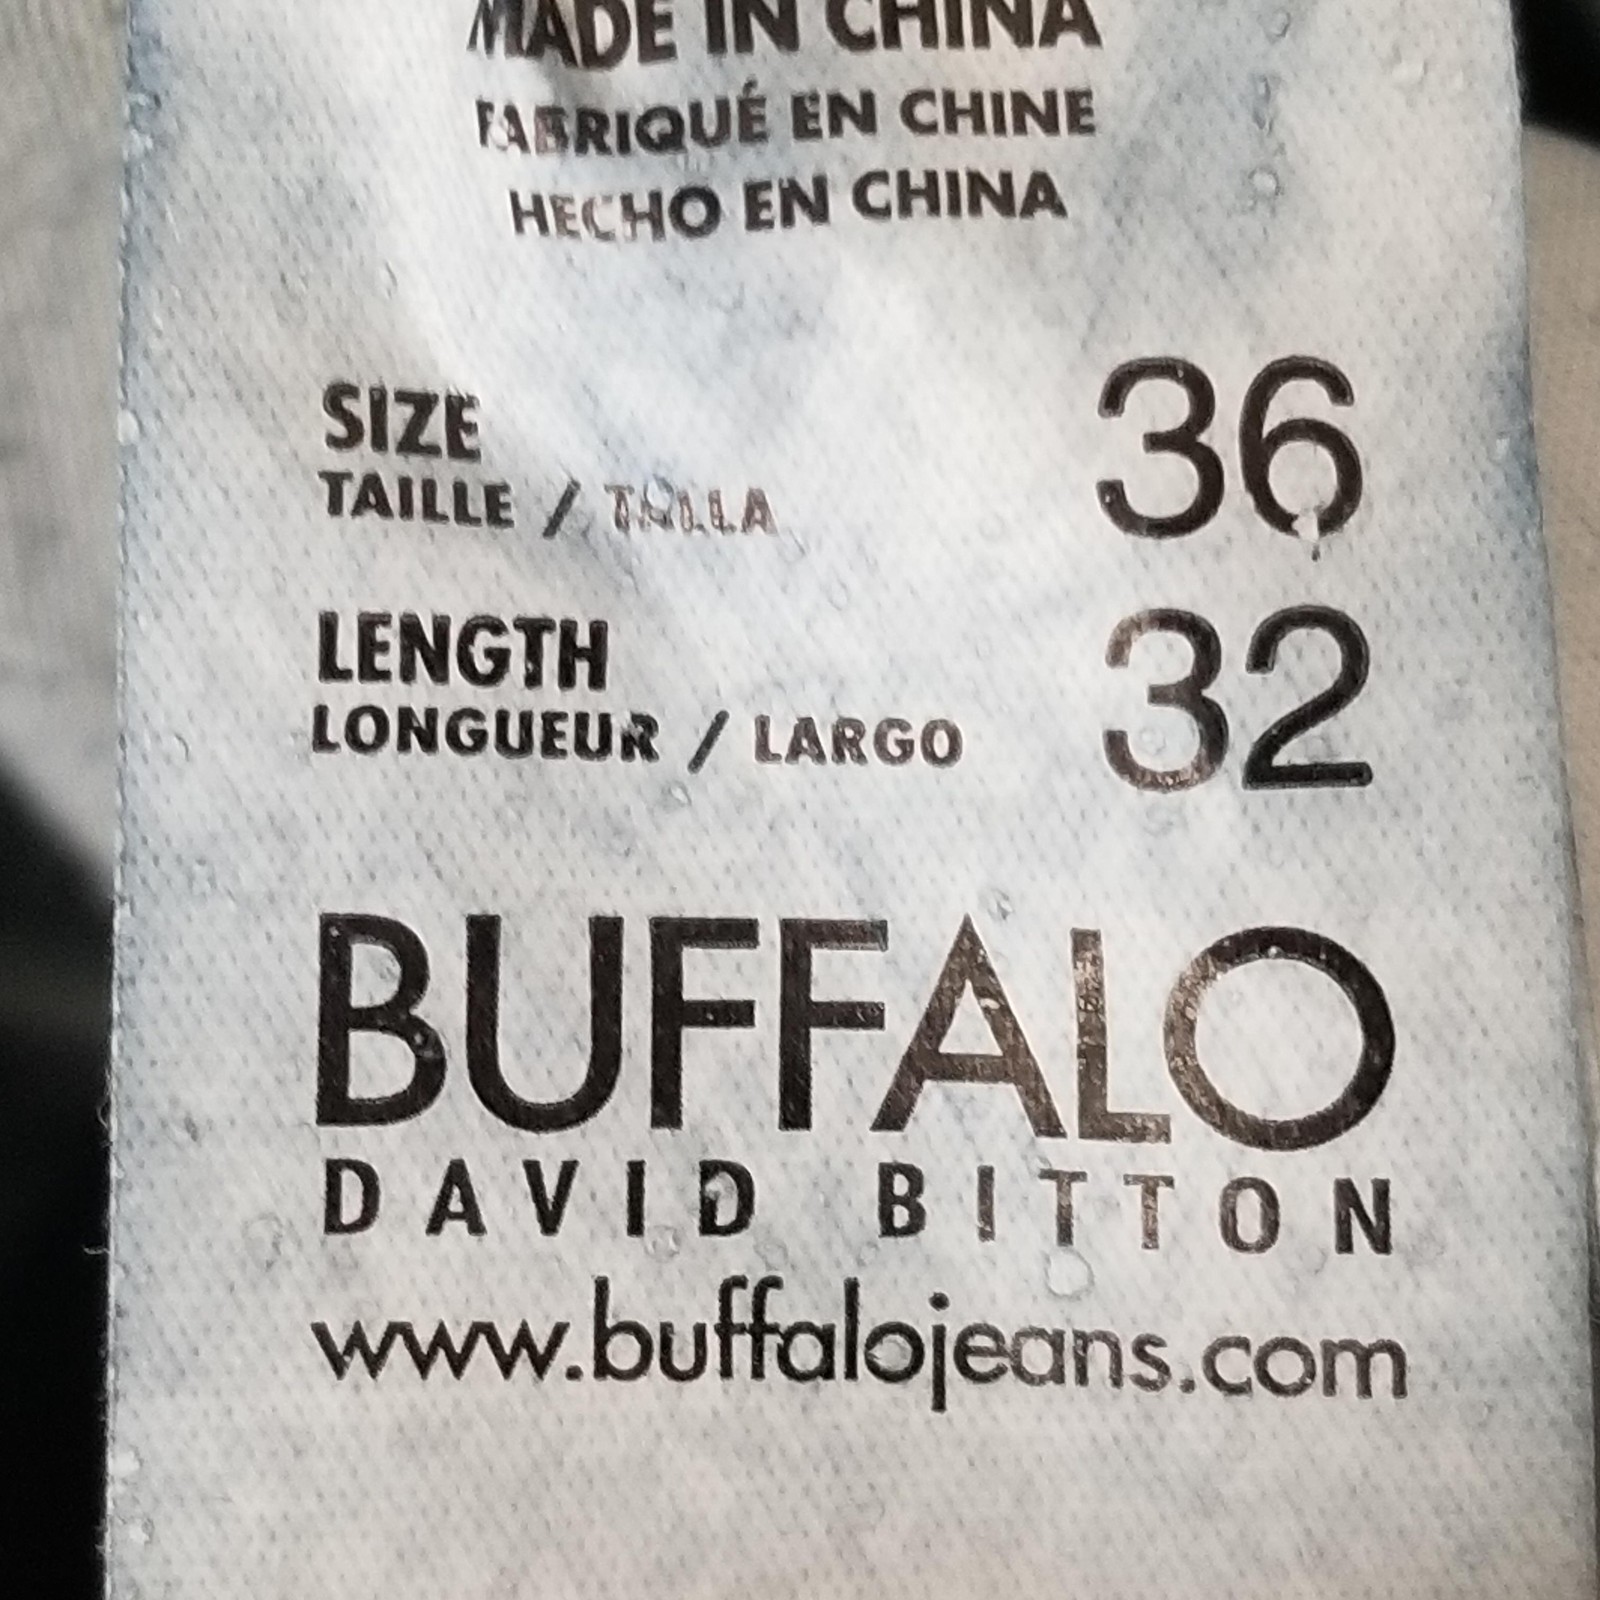 MADE IN CHINA
FABRIQUÉ EN CHINE
HECHO EN CHINA
SIZE 36
TAILLE / TALLA
LENGTH 32
LONGUEUR / LARGO
BUFFALO
DAVID BITTON
www.buffalojeans.com